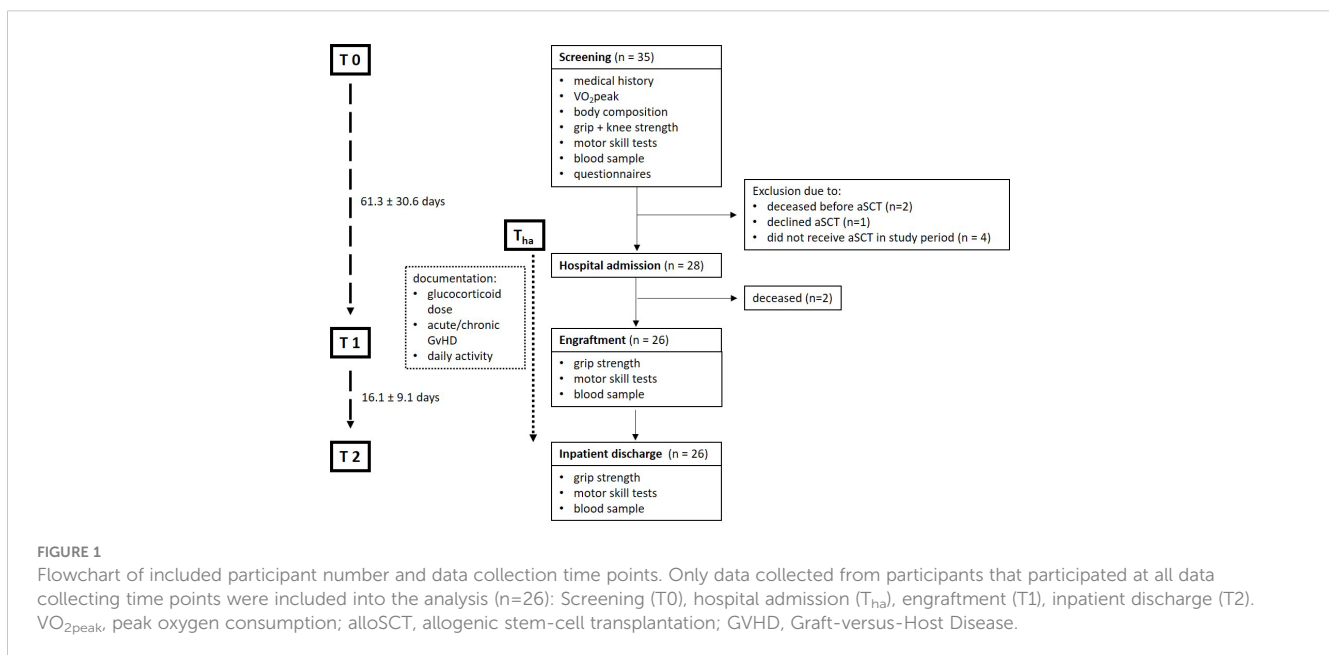 T 0
61.3 ± 30.6 days
T 1
16.1 ± 9.1 days
T 2
Tha
documentation:
• glucocorticoid
dose
• acute/chronic
GvHD
• daily activity
Screening (n = 35)
• medical history
• VO₂peak
• body composition
• grip + knee strength
• motor skill tests
• blood sample
• questionnaires
Exclusion due to:
• deceased before aSCT (n=2)
• declined aSCT (n=1)
• did not receive aSCT in study period (n = 4)
Hospital admission (n = 28)
deceased (n=2)
Engraftment (n = 26)
• grip strength
• motor skill tests
• blood sample
Inpatient discharge (n = 26)
• grip strength
• motor skill tests
• blood sample
FIGURE 1
Flowchart of included participant number and data collection time points. Only data collected from participants that participated at all data
collecting time points were included into the analysis (n=26): Screening (T0), hospital admission (Tha), engraftment (T1), inpatient discharge (T2).
VO2peak, peak oxygen consumption; alloSCT, allogenic stem-cell transplantation; GVHD, Graft-versus-Host Disease.